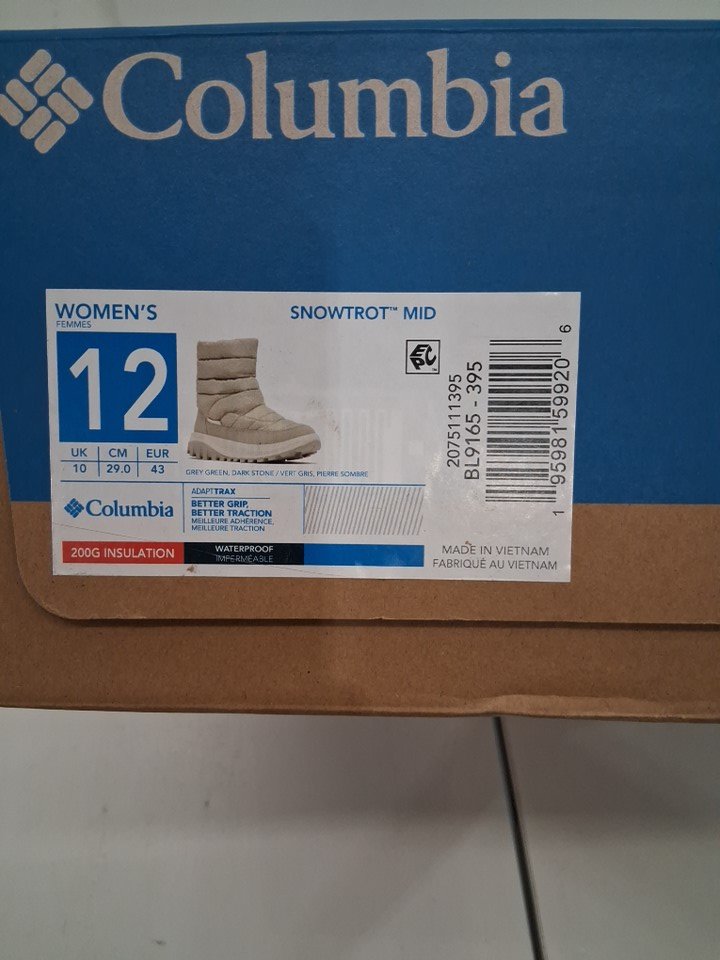 Columbia
WOMEN'S
FEMMES
SNOWTROT™ MID
12
UK CM EUR
10 29.0 43
GREY GREEN, DARK STONE / VERT GRIS, PIERRE SOMBRE
EPC
2075111395
BL9165 - 395
1 95981 59920 6
Columbia
ADAPTTRAX
BETTER GRIP,
BETTER TRACTION
MEILLEURE ADHÉRENCE,
MEILLEURE TRACTION
200G INSULATION
WATERPROOF
IMPERMÉABLE
MADE IN VIETNAM
FABRIQUÉ AU VIETNAM